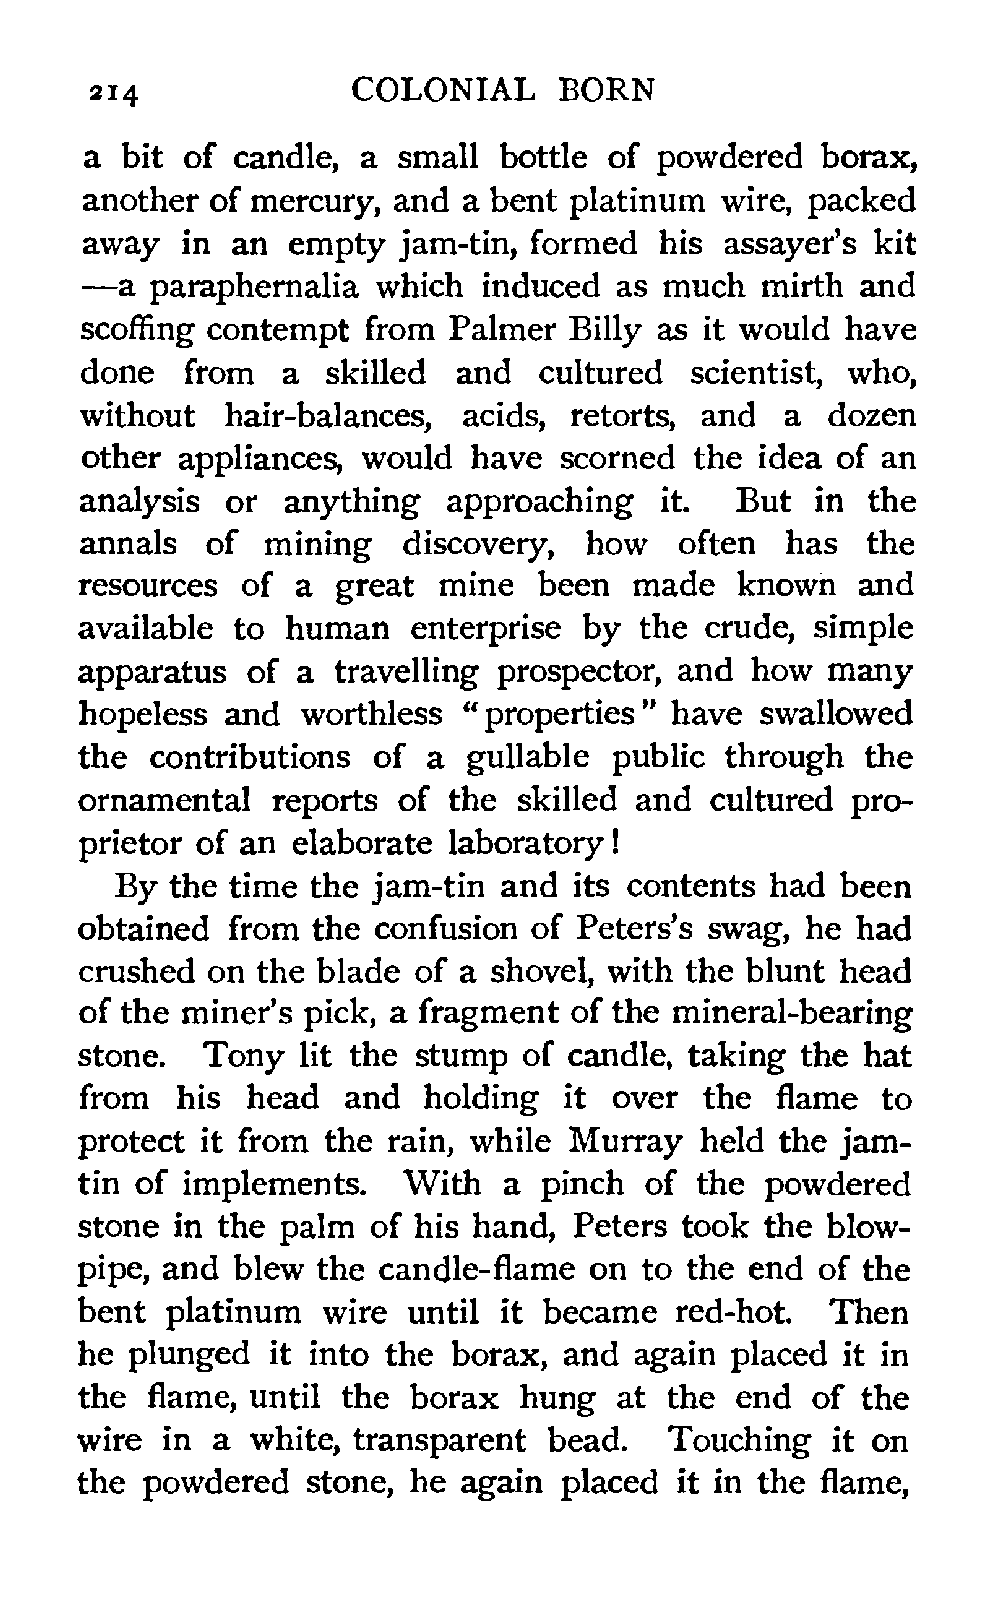 214 COLONIAL BORN
a bit of candle, a small bottle of powdered borax,
another of mercury, and a bent platinum wire, packed
away in an empty jam-tin, formed his assayer's kit
—a paraphernalia which induced as much mirth and
scoffing contempt from Palmer Billy as it would have
done from a skilled and cultured scientist, who,
without hair-balances, acids, retorts, and a dozen
other appliances, would have scorned the idea of an
analysis or anything approaching it. But in the
annals of mining discovery, how often has the
resources of a great mine been made known and
available to human enterprise by the crude, simple
apparatus of a travelling prospector, and how many
hopeless and worthless "properties" have swallowed
the contributions of a gullable public through the
ornamental reports of the skilled and cultured pro-
prietor of an elaborate laboratory!
By the time the jam-tin and its contents had been
obtained from the confusion of Peters's swag, he had
crushed on the blade of a shovel, with the blunt head
of the miner's pick, a fragment of the mineral-bearing
stone. Tony lit the stump of candle, taking the hat
from his head and holding it over the flame to
protect it from the rain, while Murray held the jam-
tin of implements. With a pinch of the powdered
stone in the palm of his hand, Peters took the blow-
pipe, and blew the candle-flame on to the end of the
bent platinum wire until it became red-hot. Then
he plunged it into the borax, and again placed it in
the flame, until the borax hung at the end of the
wire in a white, transparent bead. Touching it on
the powdered stone, he again placed it in the flame,